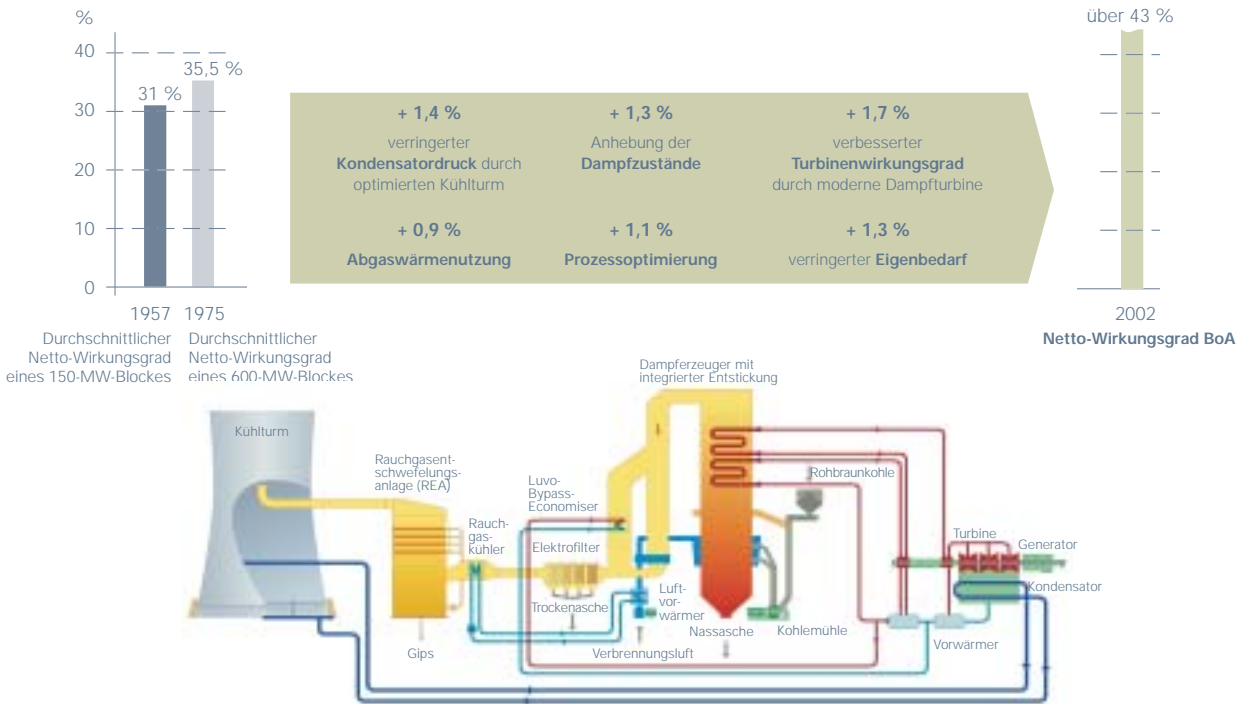 %
40
30
20
10
0
31 %
35,5 %
1957
1975
Durchschnittlicher
Netto-Wirkungsgrad
eines 150-MW-Blockes
Durchschnittlicher
Netto-Wirkungsgrad
eines 600-MW-Blockes
+ 1,4 %
verringerter
Kondensatordruck durch
optimierten Kühlturm
+ 1,3 %
Anhebung der
Dampfzustände
+ 1,7 %
verbesserter
Turbinenwirkungsgrad
durch moderne Dampfturbine
+ 0,9 %
Abgaswärmenutzung
+ 1,1 %
Prozessoptimierung
+ 1,3 %
verringerter Eigenbedarf
über 43 %
2002
Netto-Wirkungsgrad BoA
Dampferzeuger mit
integrierter Entstickung
Kühlturm
Rauchgasent-
schwefelungs-
anlage (REA)
Luvo-
Bypass-
Economiser
Rauch-
gas-
kühler
Elektrofilter
Rohbraunkohle
Turbine
Generator
Kondensator
Trockenasche
Luft-
vor-
wärmer
Nassasche
Kohlemühle
Vorwärmer
Gips
Verbrennungsluft